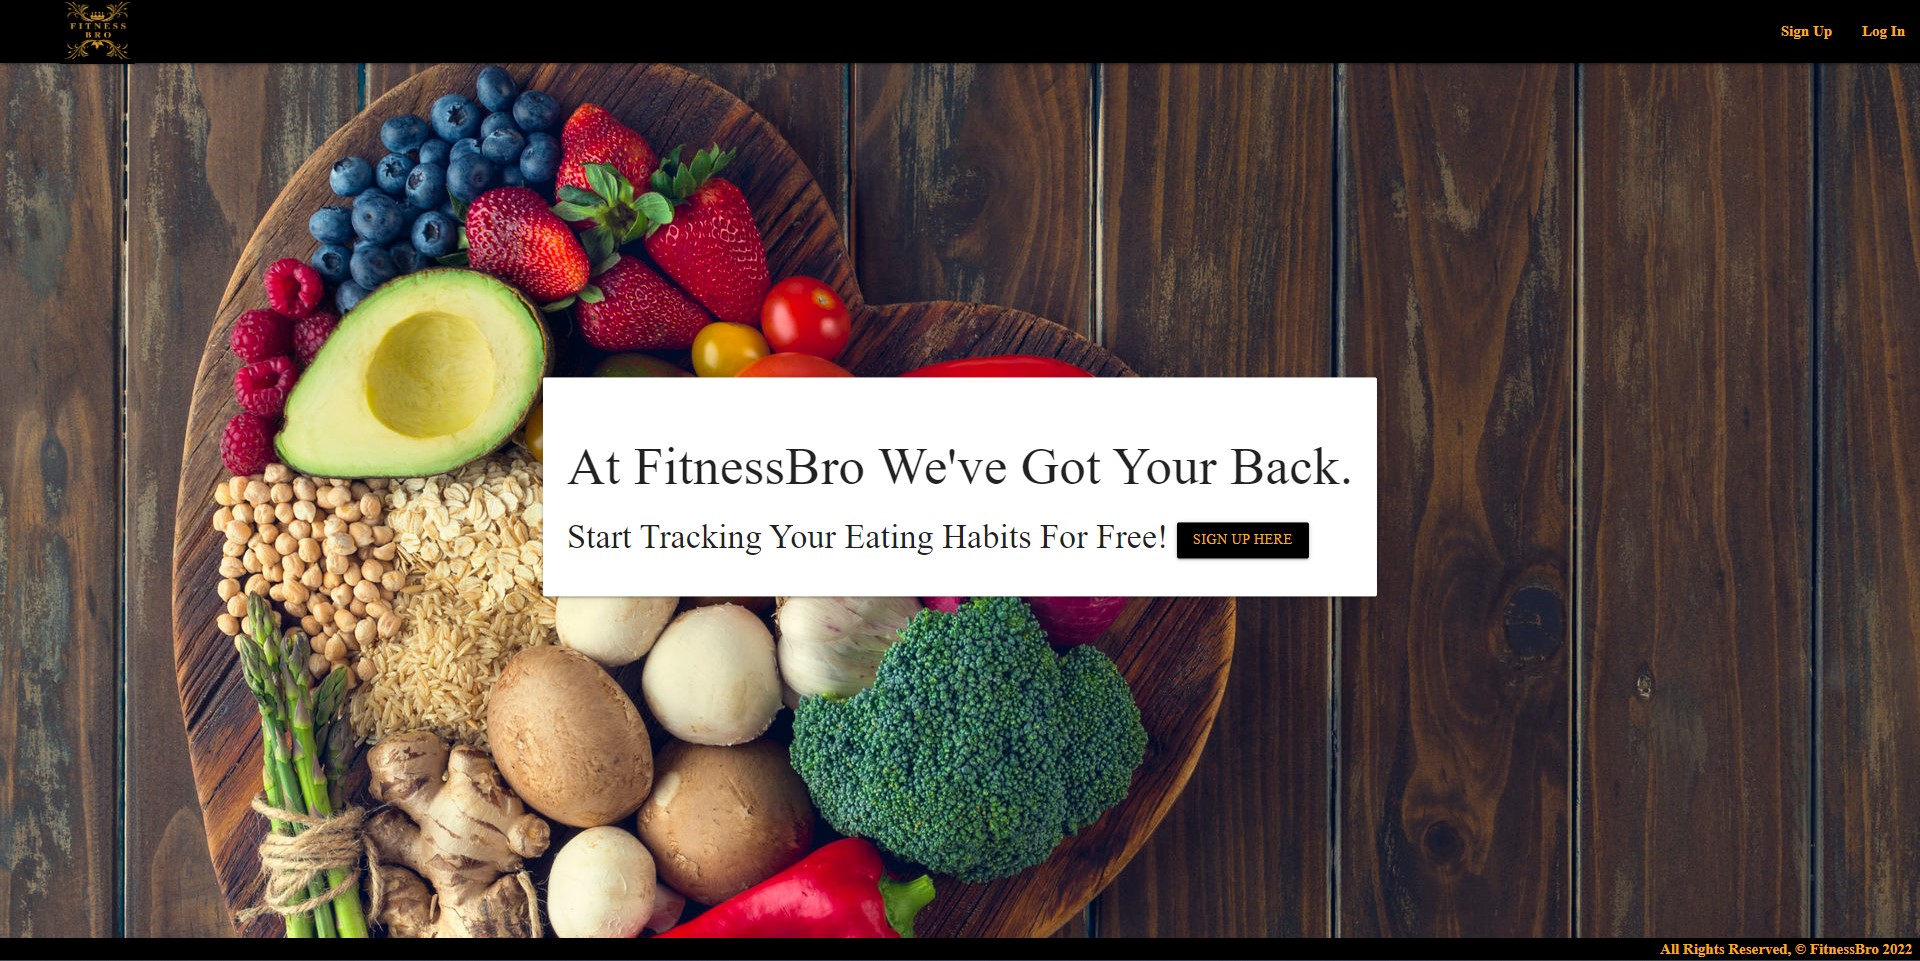 FITNESS
BRO
Sign Up
Log In
At FitnessBro We've Got Your Back.
Start Tracking Your Eating Habits For Free! SIGN UP HERE
All Rights Reserved, © FitnessBro 2022